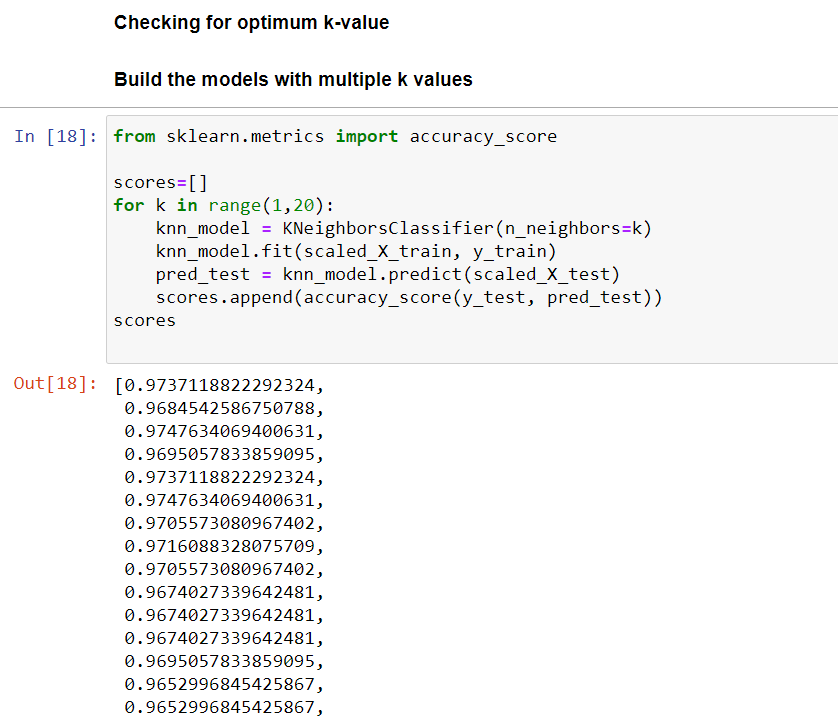 Checking for optimum k-value
Build the models with multiple k values
In [18]: from sklearn.metrics import accuracy_score
scores=[]
for k in range(1,20):
    knn_model = KNeighborsClassifier(n_neighbors=k)
    knn_model.fit(scaled_X_train, y_train)
    pred_test = knn_model.predict(scaled_X_test)
    scores.append(accuracy_score(y_test, pred_test))
scores
Out[18]: [0.9737118822292324,
0.9684542586750788,
0.9747634069400631,
0.9695057833859095,
0.9737118822292324,
0.9747634069400631,
0.9705573080967402,
0.9716088328075709,
0.9705573080967402,
0.9674027339642481,
0.9674027339642481,
0.9674027339642481,
0.9695057833859095,
0.9652996845425867,
0.9652996845425867,